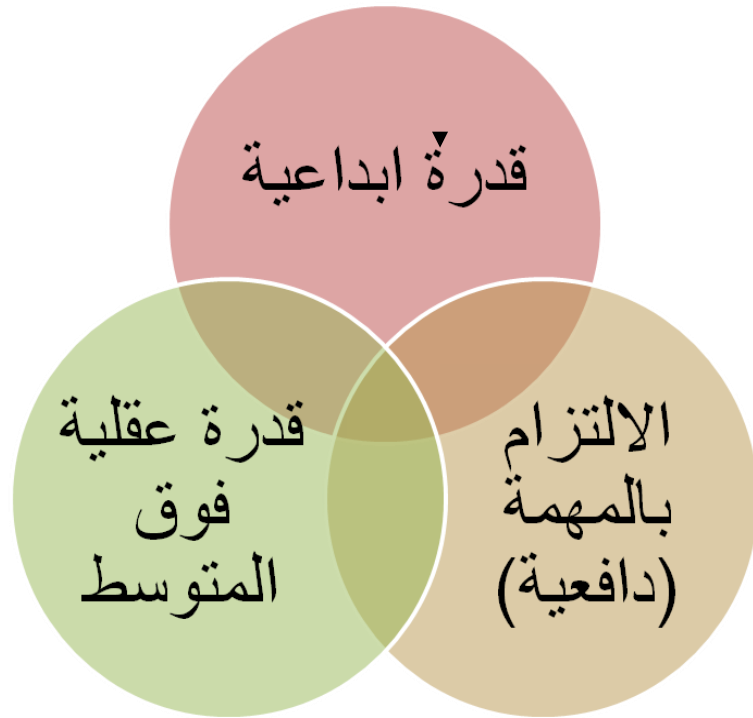 قدرة ابداعية
قدرة عقلية
فوق
المتوسط
الالتزام
بالمهمة
(دافعية)